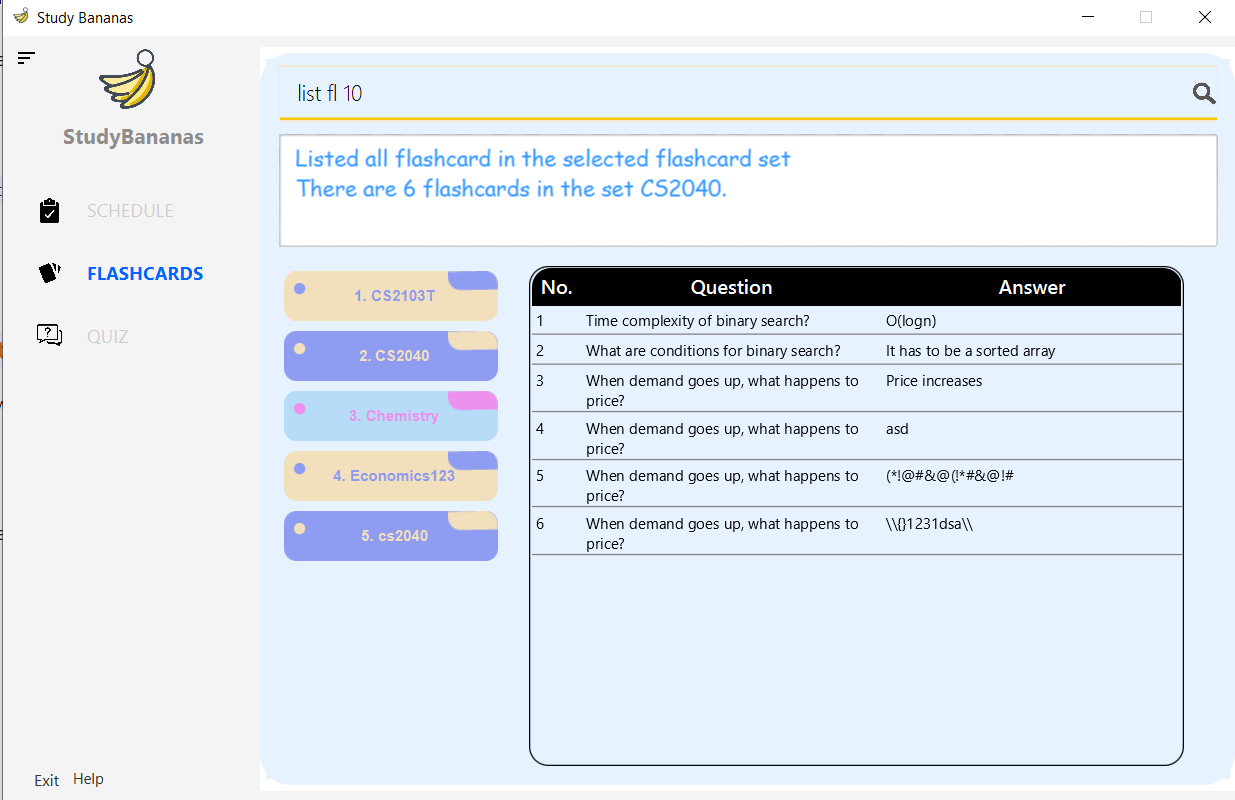 Study Bananas
StudyBananas
SCHEDULE
FLASHCARDS
QUIZ
Exit Help
list fl 10
Listed all flashcard in the selected flashcard set
There are 6 flashcards in the set CS2040.
1. CS2103T
2. CS2040
3. Chemistry
4. Economics123
5. cs2040
No. Question Answer
1 Time complexity of binary search? O(logn)
2 What are conditions for binary search? It has to be a sorted array
3 When demand goes up, what happens to Price increases
price?
4 When demand goes up, what happens to asd
price?
5 When demand goes up, what happens to (*!@#&@(!*#&@!#
price?
6 When demand goes up, what happens to \\{}1231dsa\\
price?